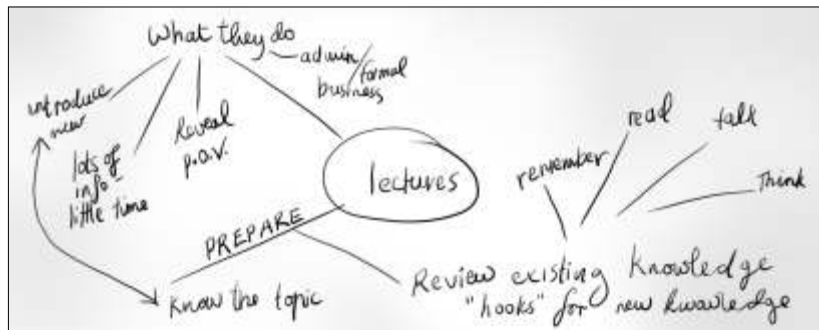 What they do
admin/formal
business
introduce
new
lots of
info -
little time
Reveal
p.o.v.
lectures
PREPARE
Know the topic
remember
read
talk
Think
Review existing knowledge
"hooks" for new knowledge